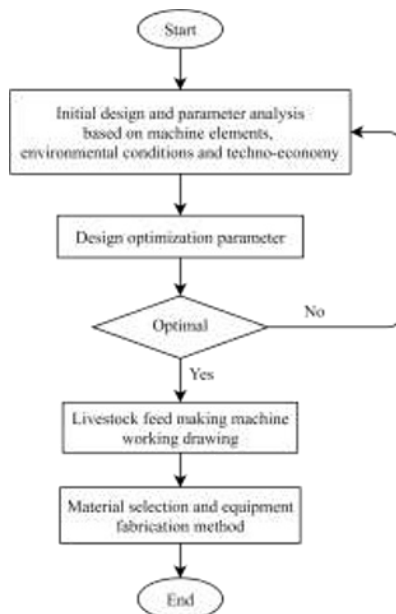 Start
Initial design and parameter analysis
based on machine elements,
environmental conditions and techno-economy
Design optimization parameter
Optimal
No
Yes
Livestock feed making machine
working drawing
Material selection and equipment
fabrication method
End